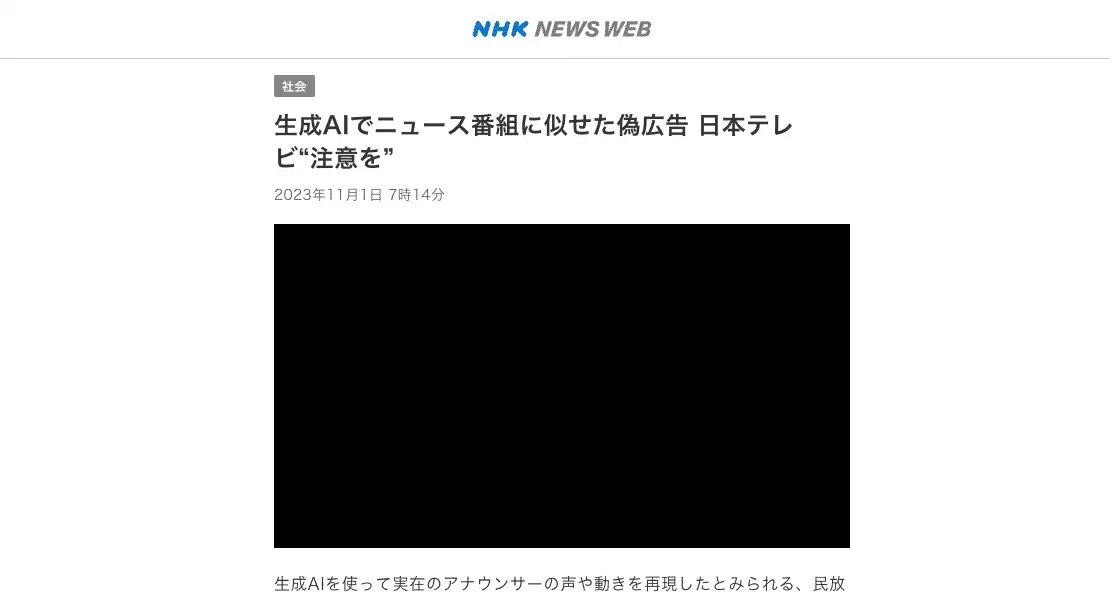 NHK NEWS WEB
社会
生成AIでニュース番組に似せた偽広告 日本テレ
ビ“注意を”
2023年11月1日 7時14分
生成AIを使って実在のアナウンサーの声や動きを再現したとみられる、民放